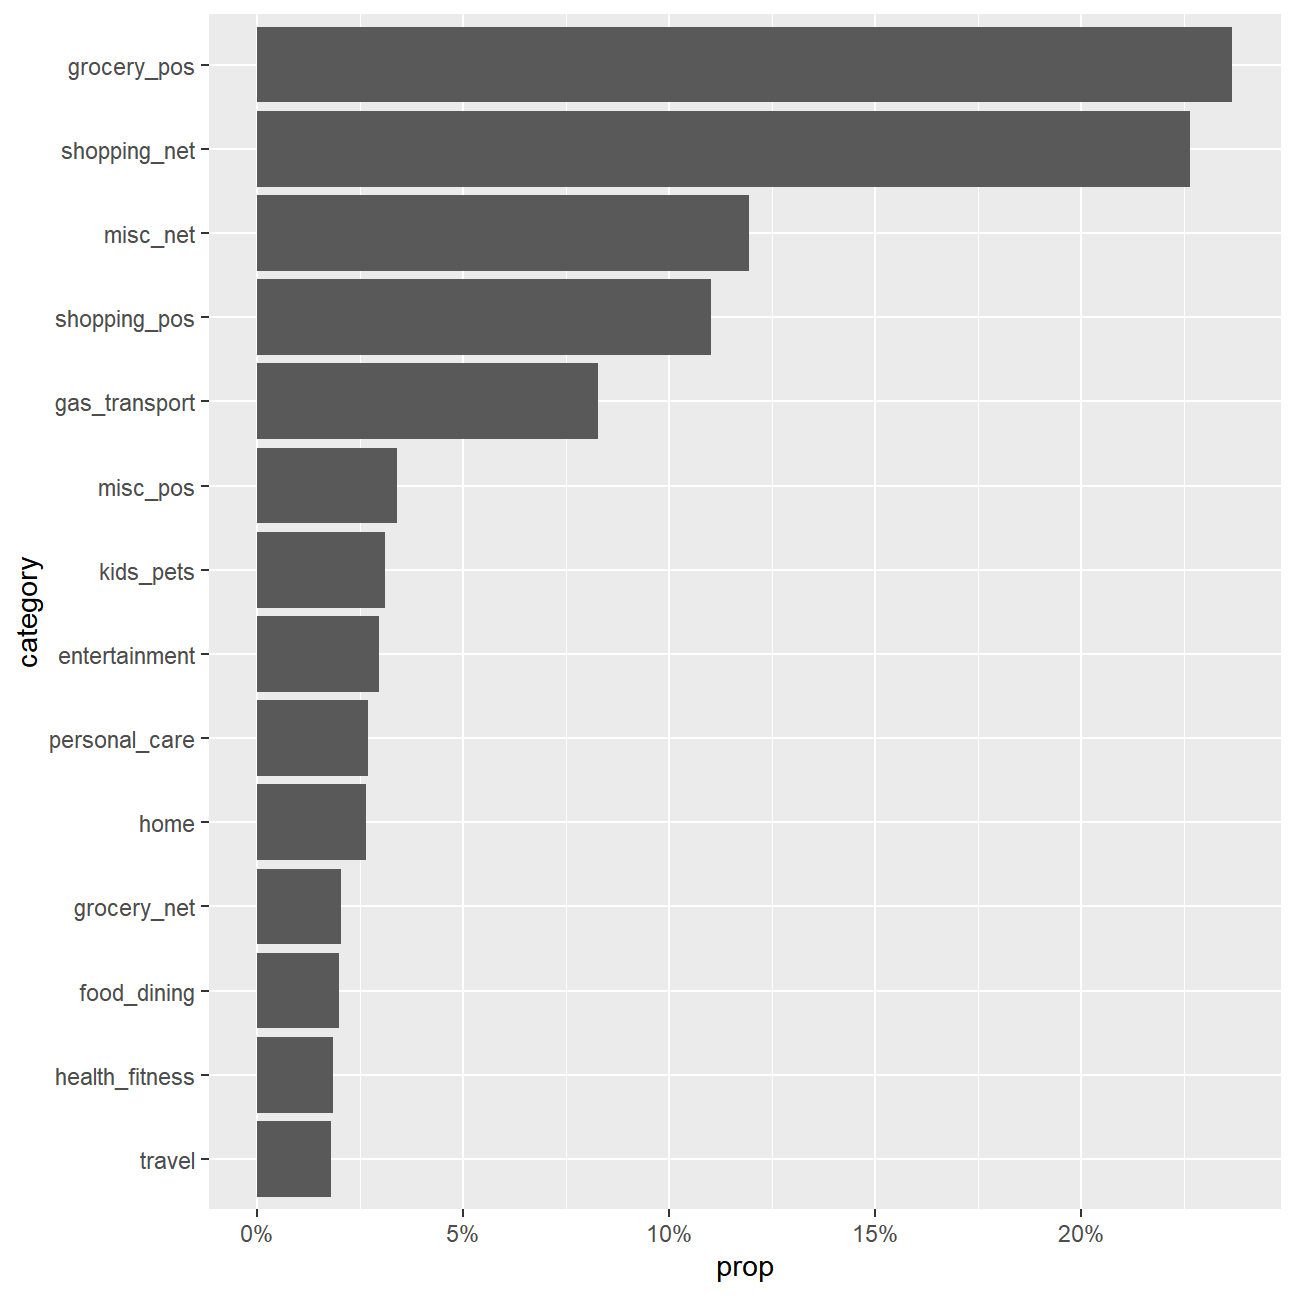 grocery_pos
shopping_net
misc_net
shopping_pos
gas_transport
misc_pos
kids_pets
entertainment
personal_care
home
grocery_net
food_dining
health_fitness
travel
category
0% 5% 10% 15% 20%
prop